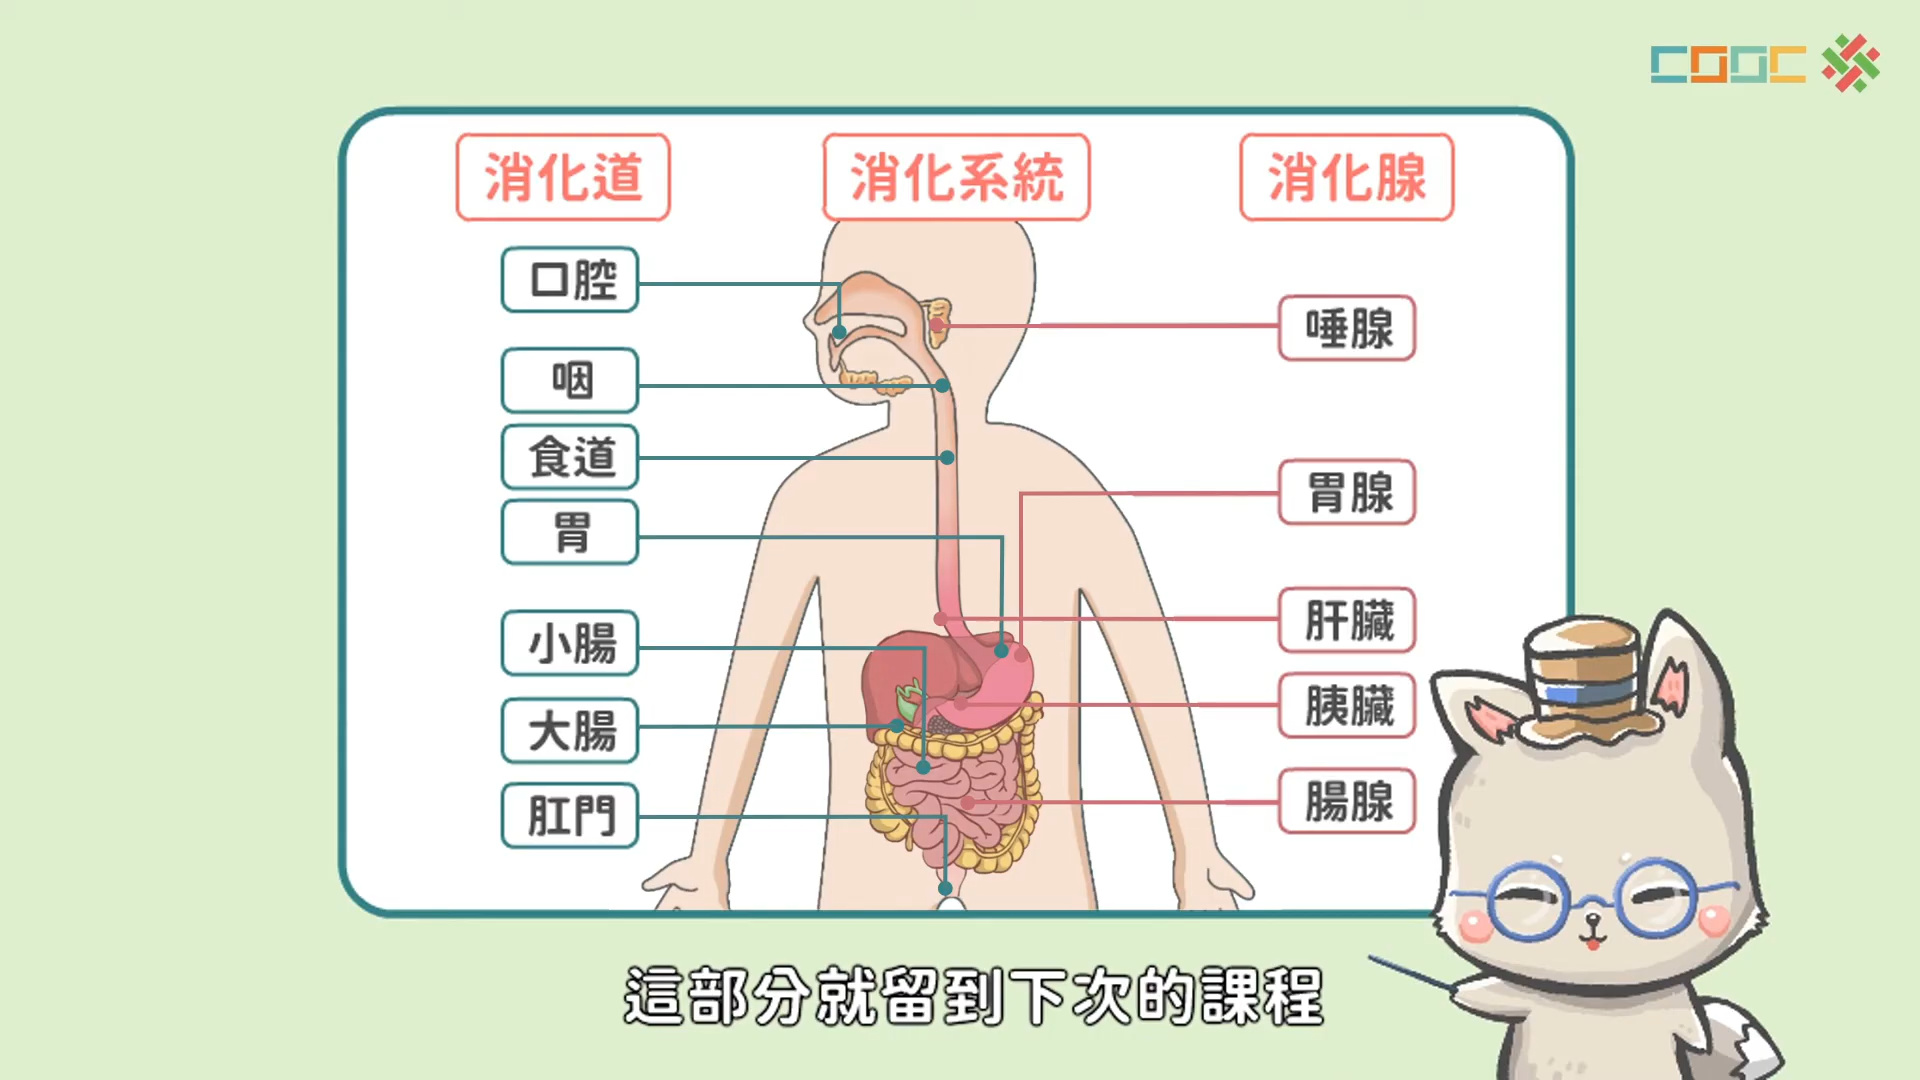 COOC
消化道
消化系統
消化腺
口腔
咽
食道
胃
小腸
大腸
肛門
唾腺
胃腺
肝臟
胰臟
腸腺
這部分就留到下次的課程